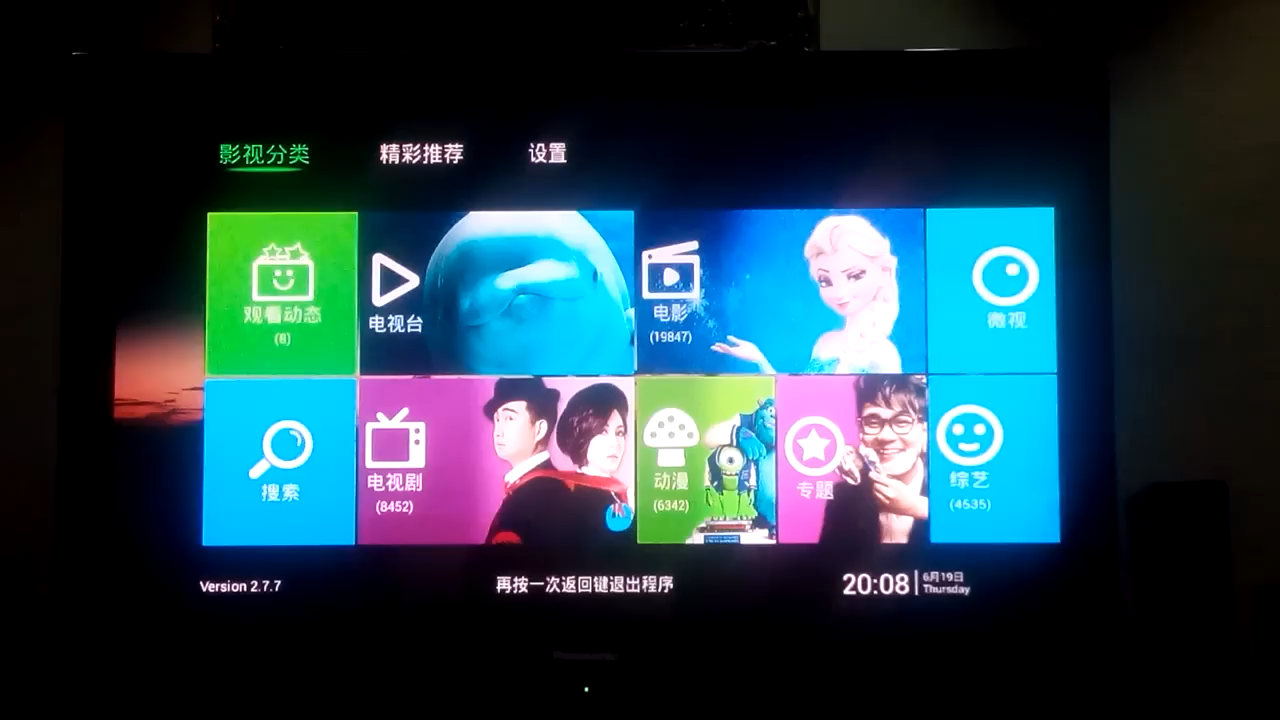 影视分类
精彩推荐
设置
观看动态
(8)
电视台
电影
(19847)
微视
搜索
电视剧
(8452)
动漫
(6342)
专题
综艺
(4535)
Version 2.7.7
再按一次返回键退出程序
20:08
6月19日
Thursday